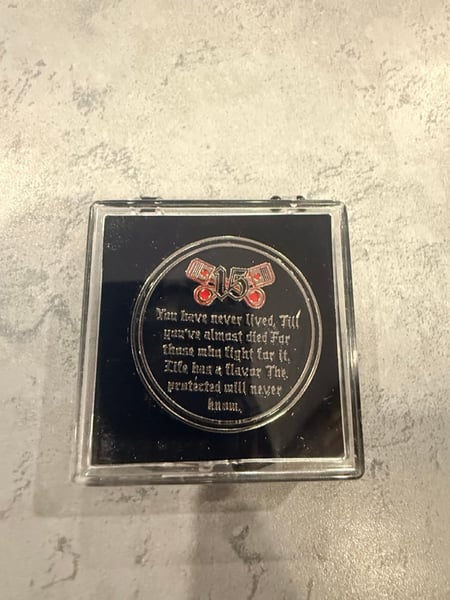 15
You have never lived, Till
you've almost died For
those who fight for it,
Life has a flavor The
protected will never
know.